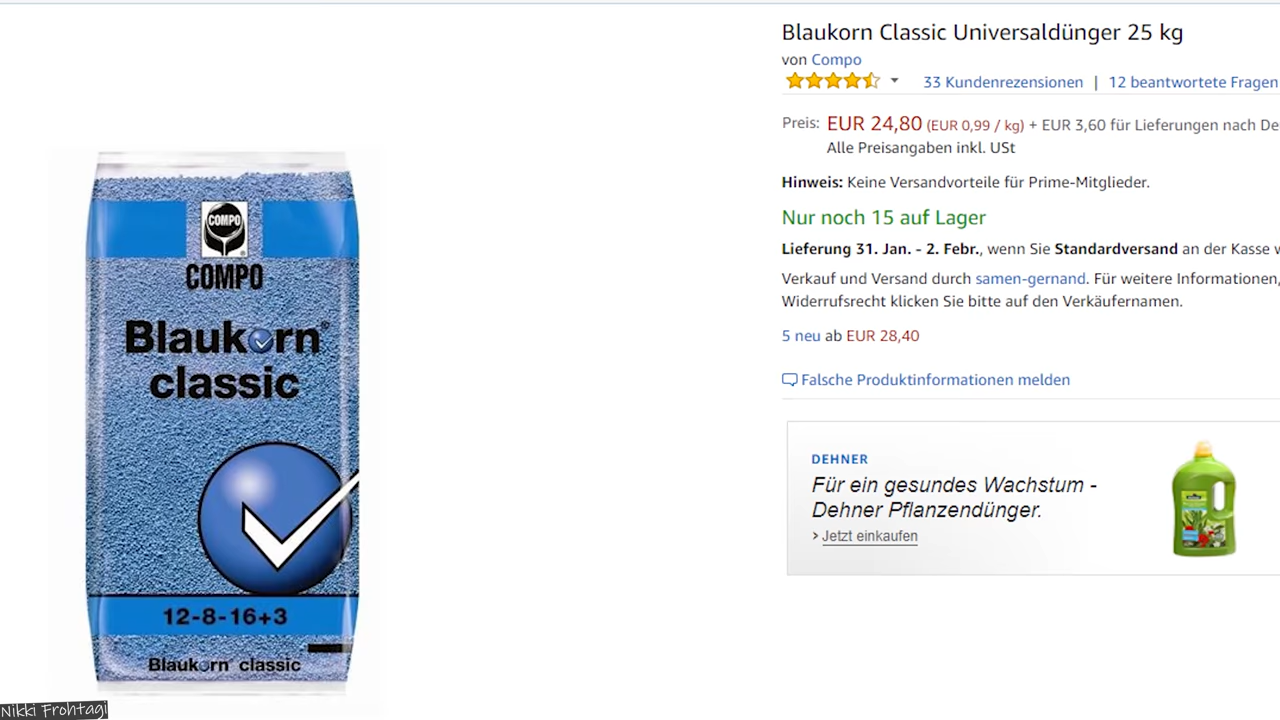 COMPO
COMPO
Blaukorn®
classic
12-8-16+3
Blaukorn classic
Nikki Frohtagi
Blaukorn Classic Universaldünger 25 kg
von Compo
33 Kundenrezensionen | 12 beantwortete Fragen
Preis: EUR 24,80 (EUR 0,99 / kg) + EUR 3,60 für Lieferungen nach De
Alle Preisangaben inkl. USt
Hinweis: Keine Versandvorteile für Prime-Mitglieder.
Nur noch 15 auf Lager
Lieferung 31. Jan. - 2. Febr., wenn Sie Standardversand an der Kasse w
Verkauf und Versand durch samen-gernand. Für weitere Informationen,
Widerrufsrecht klicken Sie bitte auf den Verkäufernamen.
5 neu ab EUR 28,40
Falsche Produktinformationen melden
DEHNER
Für ein gesundes Wachstum -
Dehner Pflanzendünger.
› Jetzt einkaufen